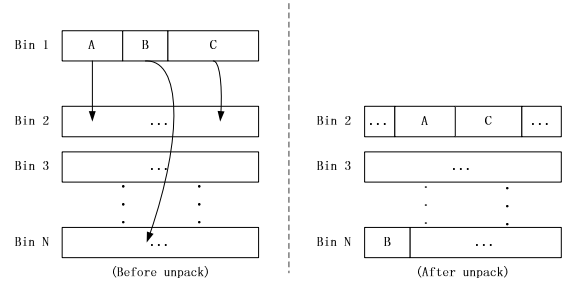 Bin 1 A B C
Bin 2 ...
Bin 3 ...
Bin N ...
(Before unpack)
Bin 2 ... A C ...
Bin 3 ...
Bin N B ...
(After unpack)